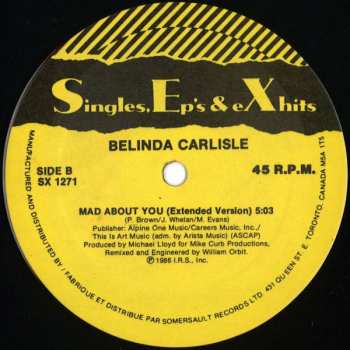 Singles, Ep's & eXhits
BELINDA CARLISLE
SIDE B
SX 1271
45 R.P.M.
MAD ABOUT YOU (Extended Version) 5:03
(P. Brown/J. Whelan/M. Evans)
Publisher: Alpine One Music/Careers Music, Inc./
This Is Art Music (adm. by Arista Music) (ASCAP)
Produced by Michael Lloyd for Mike Curb Productions,
Remixed and Engineered by William Orbit.
Ⓟ 1986 I.R.S., Inc.
MANUFACTURED AND DISTRIBUTED BY / FABRIQUE ET DISTRIBUE PAR SOMERSAULT RECORDS LTD. 431 QUEEN ST. E. TORONTO, CANADA M5A 1T5